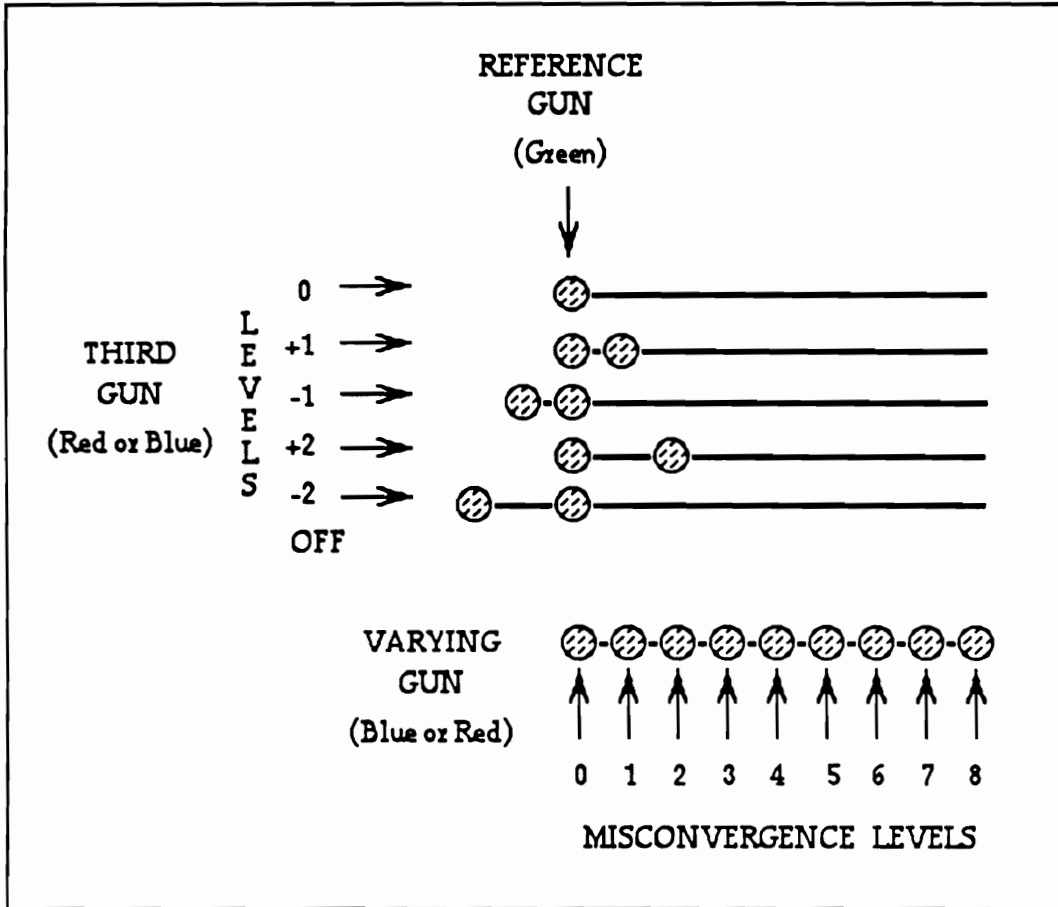 REFERENCE
GUN
(Green)
THIRD
GUN
(Red or Blue)
LEVELS
0
+1
-1
+2
-2
OFF
VARYING
GUN
(Blue or Red)
0 1 2 3 4 5 6 7 8
MISCONVERGENCE LEVELS